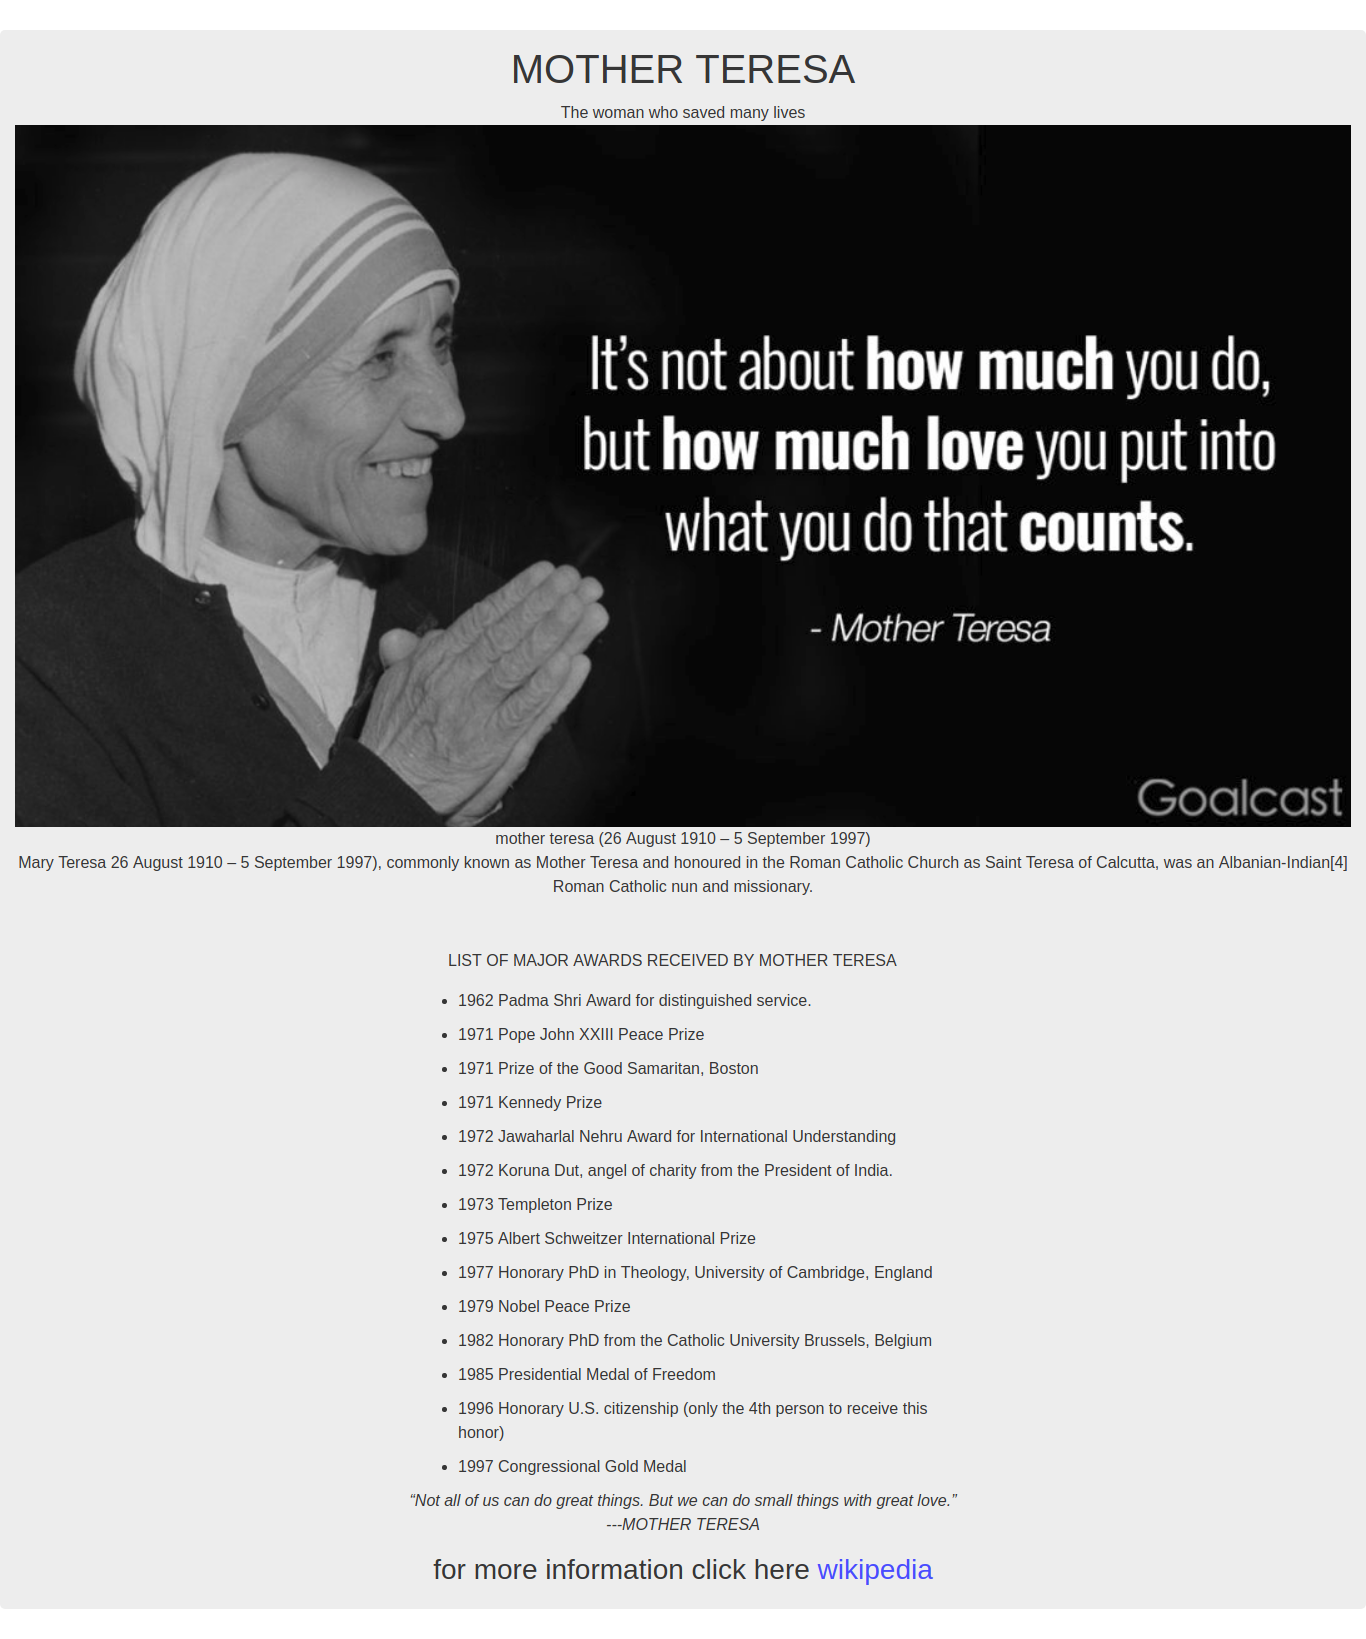 MOTHER TERESA
The woman who saved many lives
It's not about how much you do,
but how much love you put into
what you do that counts.
- Mother Teresa
Goalcast
mother teresa (26 August 1910 – 5 September 1997)
Mary Teresa 26 August 1910 – 5 September 1997), commonly known as Mother Teresa and honoured in the Roman Catholic Church as Saint Teresa of Calcutta, was an Albanian-Indian[4]
Roman Catholic nun and missionary.
LIST OF MAJOR AWARDS RECEIVED BY MOTHER TERESA
• 1962 Padma Shri Award for distinguished service.
• 1971 Pope John XXIII Peace Prize
• 1971 Prize of the Good Samaritan, Boston
• 1971 Kennedy Prize
• 1972 Jawaharlal Nehru Award for International Understanding
• 1972 Koruna Dut, angel of charity from the President of India.
• 1973 Templeton Prize
• 1975 Albert Schweitzer International Prize
• 1977 Honorary PhD in Theology, University of Cambridge, England
• 1979 Nobel Peace Prize
• 1982 Honorary PhD from the Catholic University Brussels, Belgium
• 1985 Presidential Medal of Freedom
• 1996 Honorary U.S. citizenship (only the 4th person to receive this
honor)
• 1997 Congressional Gold Medal
“Not all of us can do great things. But we can do small things with great love.”
---MOTHER TERESA
for more information click here wikipedia